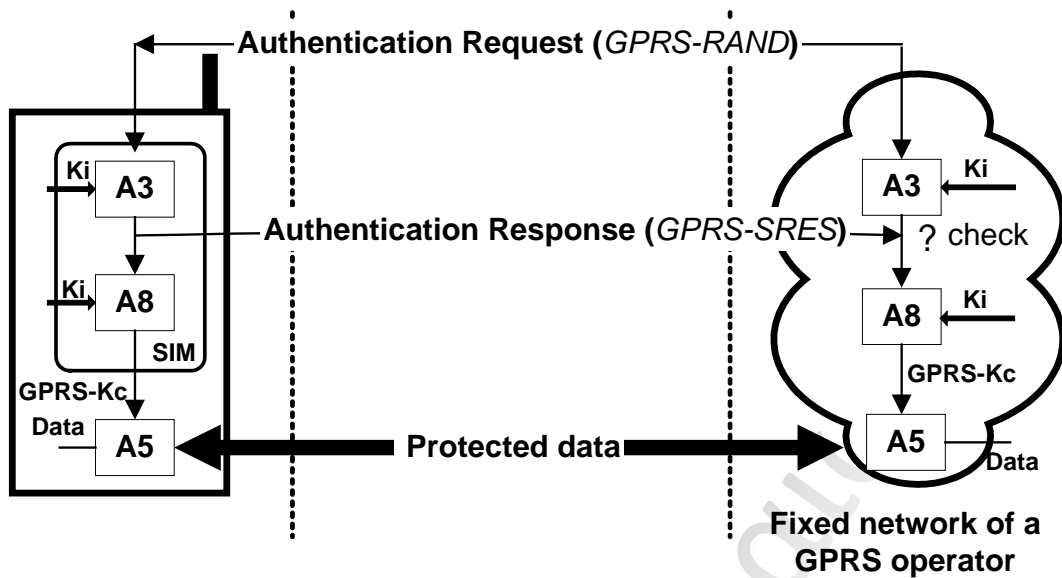 Authentication Request (GPRS-RAND)
Ki
A3
A3
Ki
Authentication Response (GPRS-SRES)
? check
Ki
A8
A8
Ki
SIM
GPRS-Kc
GPRS-Kc
Data
A5
Protected data
A5
Data
Fixed network of a
GPRS operator